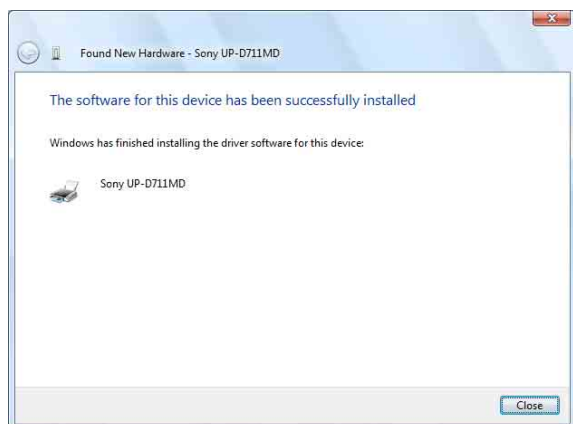 Found New Hardware - Sony UP-D711MD
The software for this device has been successfully installed
Windows has finished installing the driver software for this device:
Sony UP-D711MD
Close